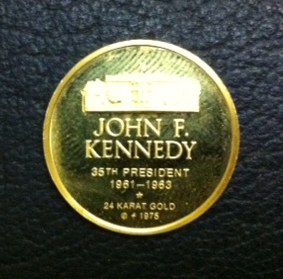 JOHN F.
KENNEDY
35TH PRESIDENT
1961-1963
24 KARAT GOLD
© 1975